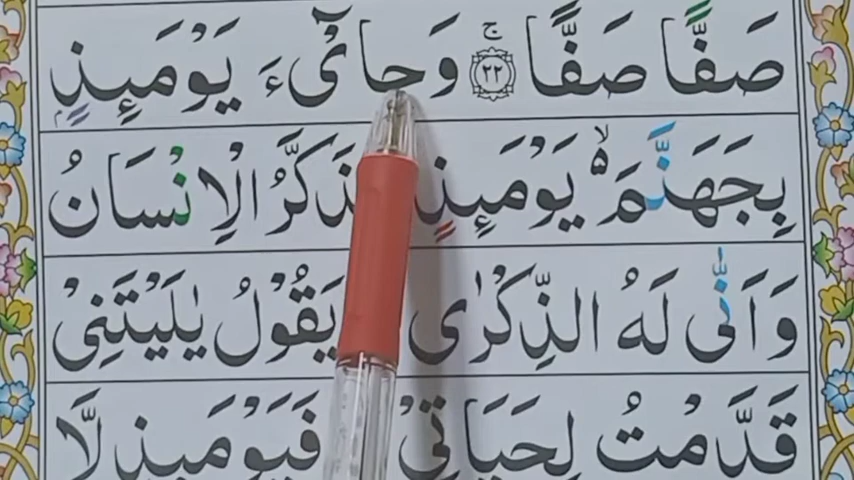 صَفًّا صَفًّا ۚ ﴿٢٢﴾ وَجِایْٓءَ یَوْمَئِذٍۭ
بِجَهَنَّمَ ۙ۬ یَوْمَئِذٍ یَّتَذَكَّرُ الْاِنْسَانُ
وَاَنّٰی لَهُ الذِّكْرٰی یَقُوْلُ یٰلَیْتَنِیْ
قَدَّمْتُ لِحَیَاتِیْ فَیَوْمَىِٕذٍ لَّا